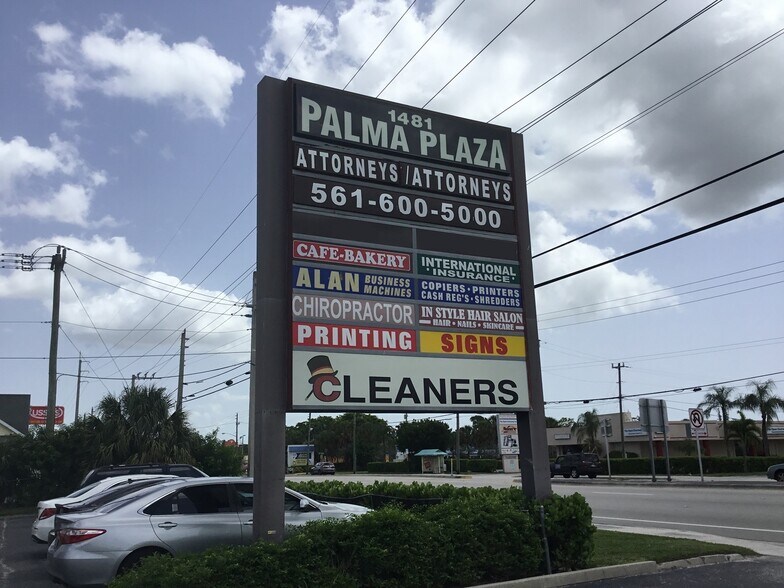 1481
PALMA PLAZA
ATTORNEYS / ATTORNEYS
561-600-5000
CAFE-BAKERY
INTERNATIONAL
INSURANCE
ALAN BUSINESS MACHINES
COPIERS · PRINTERS
CASH REG'S · SHREDDERS
CHIROPRACTOR
IN STYLE HAIR SALON
HAIR · NAILS · SKINCARE
PRINTING
SIGNS
CLEANERS